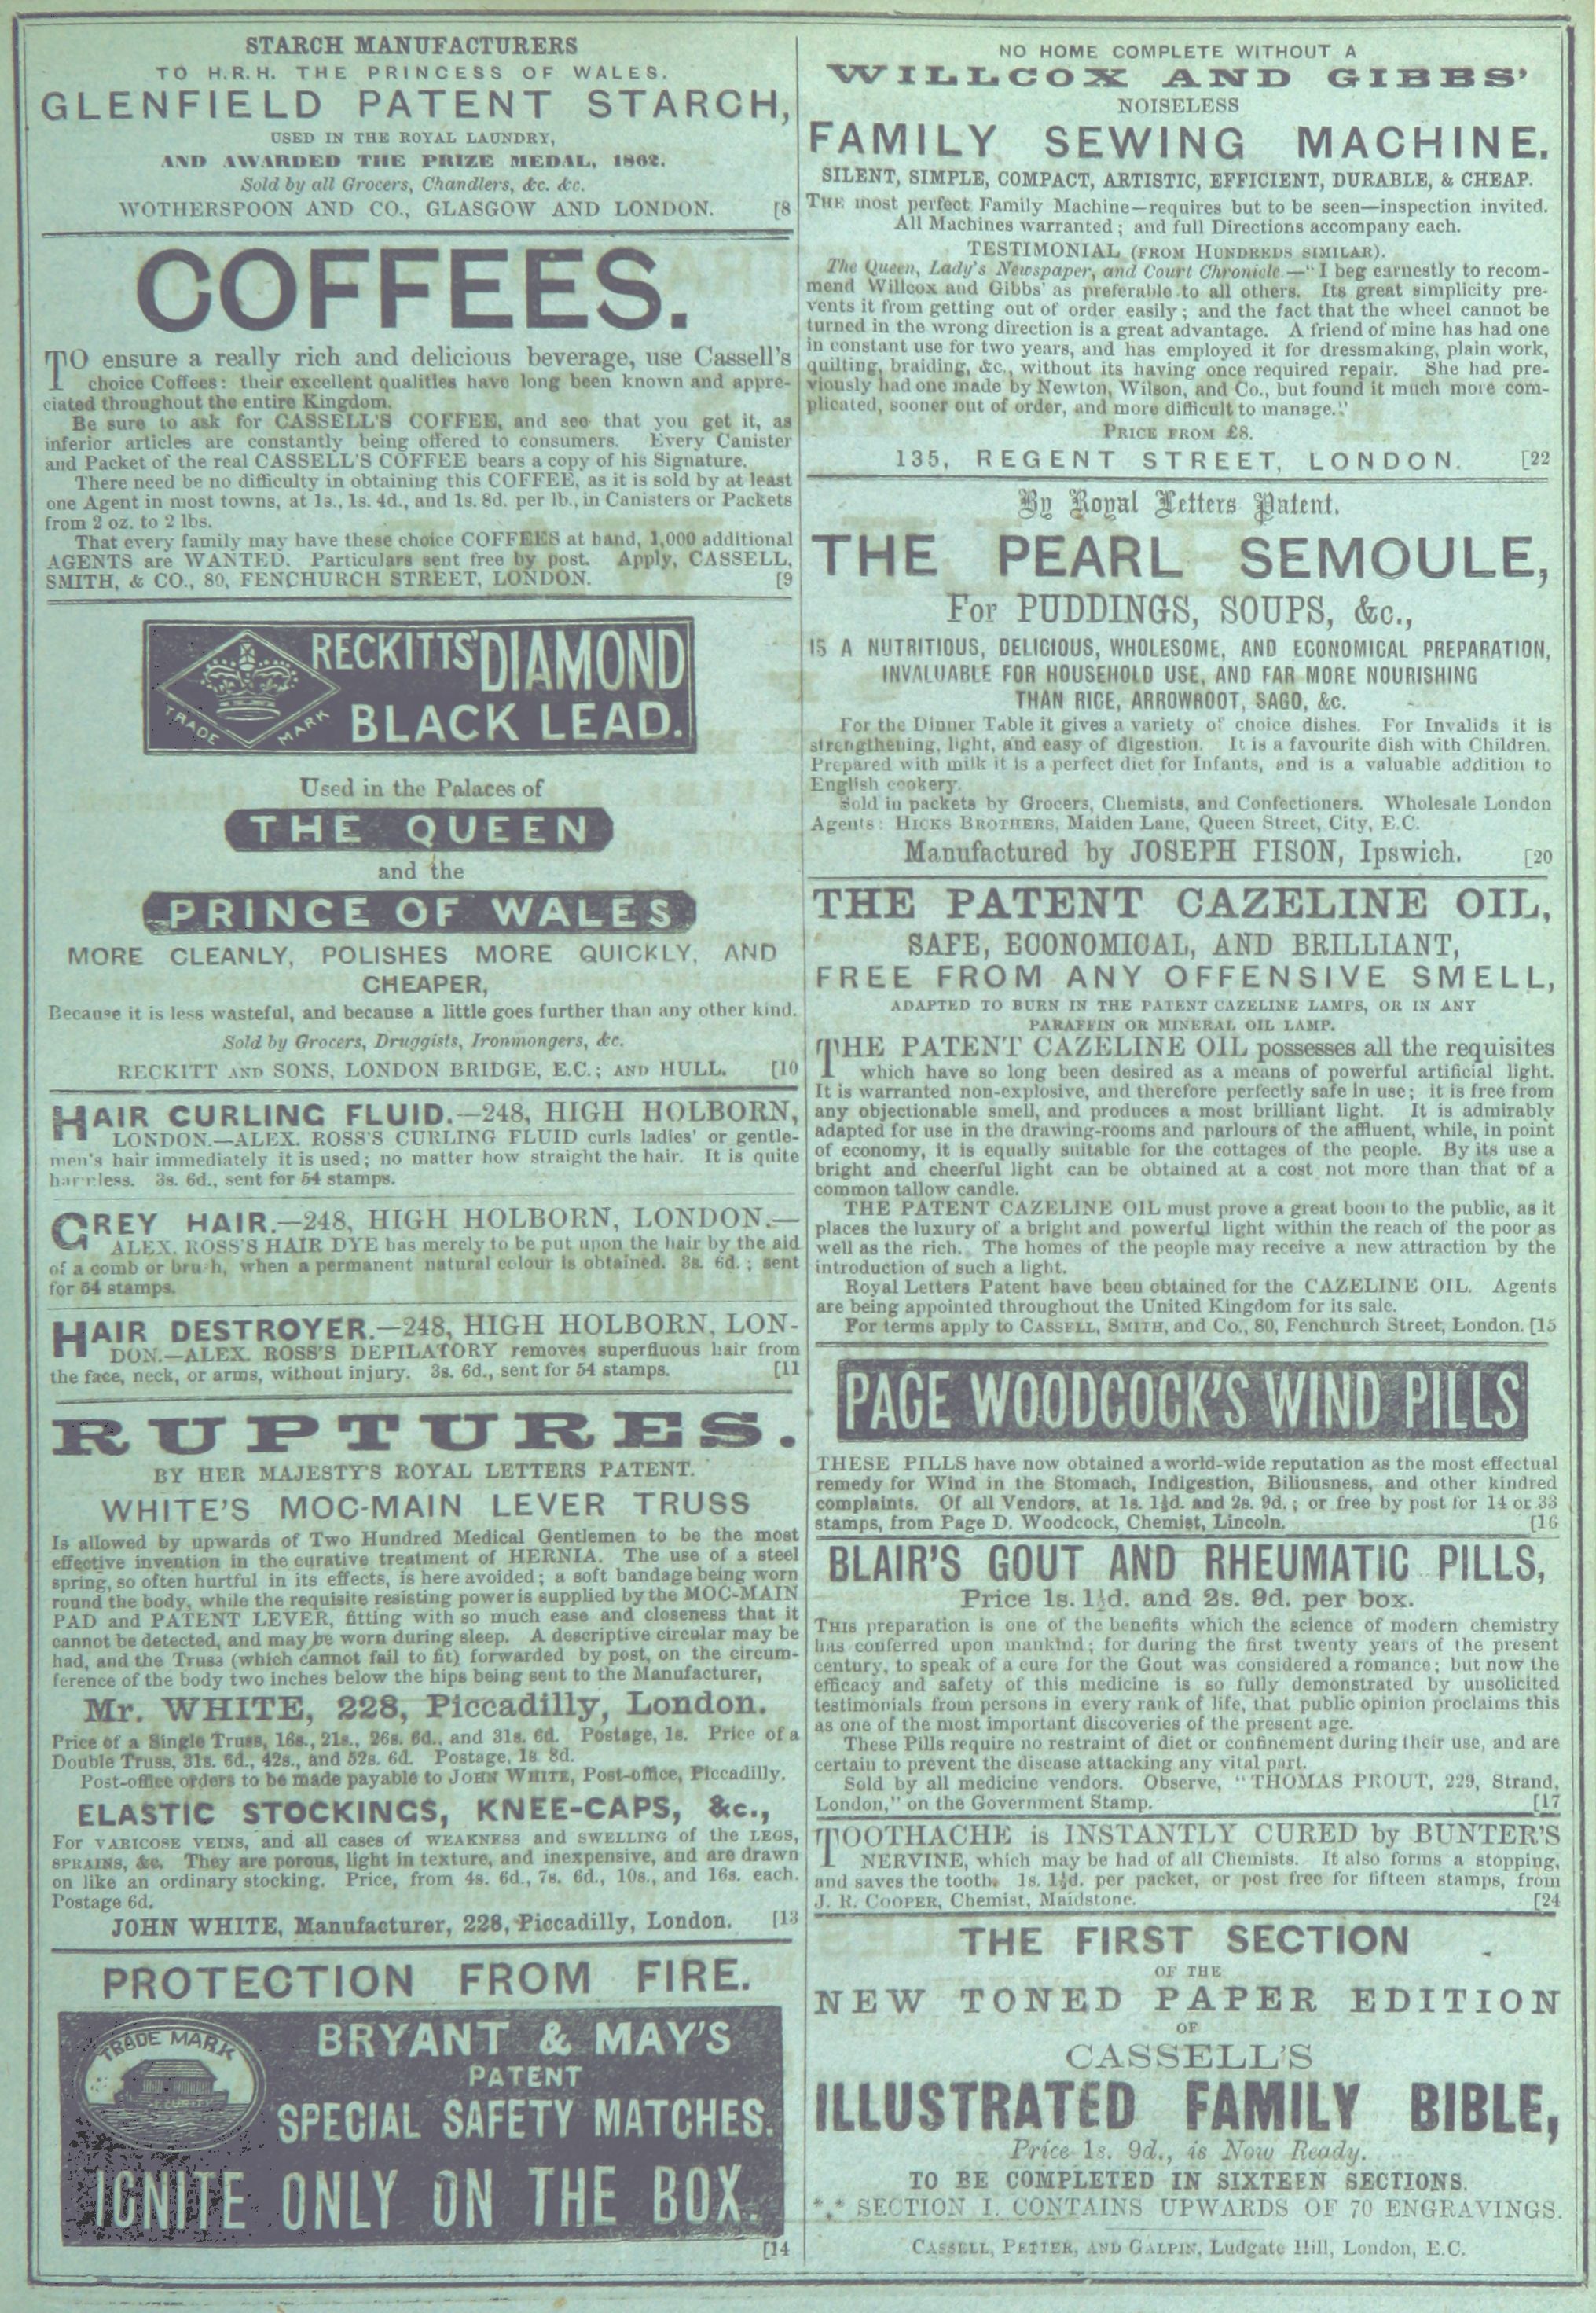 STARCH MANUFACTURERS
TO H.R.H. THE PRINCESS OF WALES.
GLENFIELD PATENT STARCH,
USED IN THE ROYAL LAUNDRY,
AND AWARDED THE PRIZE MEDAL, 1862.
Sold by all Grocers, Chandlers, &c. &c.
WOTHERSPOON AND CO., GLASGOW AND LONDON. [8
COFFEES.
TO ensure a really rich and delicious beverage, use Cassell's
choice Coffees: their excellent qualities have long been known and appre-
ciated throughout the entire Kingdom.
Be sure to ask for CASSELL'S COFFEE, and see that you get it, as
inferior articles are constantly being offered to consumers. Every Canister
and Packet of the real CASSELL'S COFFEE bears a copy of his Signature.
There need be no difficulty in obtaining this COFFEE, as it is sold by at least
one Agent in most towns, at 1s., 1s. 4d., and 1s. 8d. per lb., in Canisters or Packets
from 2 oz. to 2 lbs.
That every family may have these choice COFFEES at hand, 1,000 additional
AGENTS are WANTED. Particulars sent free by post. Apply, CASSELL,
SMITH, & CO., 80, FENCHURCH STREET, LONDON. [9
RECKITTS' DIAMOND
BLACK LEAD.
TRADE MARK
Used in the Palaces of
THE QUEEN
and the
PRINCE OF WALES
MORE CLEANLY, POLISHES MORE QUICKLY, AND
CHEAPER,
Because it is less wasteful, and because a little goes further than any other kind.
Sold by Grocers, Druggists, Ironmongers, &c.
RECKITT AND SONS, LONDON BRIDGE, E.C.; AND HULL. [10
HAIR CURLING FLUID.—248, HIGH HOLBORN,
LONDON.—ALEX. ROSS'S CURLING FLUID curls ladies' or gentle-
men's hair immediately it is used; no matter how straight the hair. It is quite
harmless. 3s. 6d., sent for 54 stamps.
GREY HAIR.—248, HIGH HOLBORN, LONDON.—
ALEX. ROSS'S HAIR DYE has merely to be put upon the hair by the aid
of a comb or brush, when a permanent natural colour is obtained. 3s. 6d.; sent
for 54 stamps.
HAIR DESTROYER.—248, HIGH HOLBORN, LON-
DON.—ALEX. ROSS'S DEPILATORY removes superfluous hair from
the face, neck, or arms, without injury. 3s. 6d., sent for 54 stamps. [11
RUPTURES.
BY HER MAJESTY'S ROYAL LETTERS PATENT.
WHITE'S MOC-MAIN LEVER TRUSS
Is allowed by upwards of Two Hundred Medical Gentlemen to be the most
effective invention in the curative treatment of HERNIA. The use of a steel
spring, so often hurtful in its effects, is here avoided; a soft bandage being worn
round the body, while the requisite resisting power is supplied by the MOC-MAIN
PAD and PATENT LEVER, fitting with so much ease and closeness that it
cannot be detected, and may be worn during sleep. A descriptive circular may be
had, and the Truss (which cannot fail to fit) forwarded by post, on the circum-
ference of the body two inches below the hips being sent to the Manufacturer,
Mr. WHITE, 228, Piccadilly, London.
Price of a Single Truss, 16s., 21s., 26s. 6d., and 31s. 6d. Postage, 1s. Price of a
Double Truss, 31s. 6d., 42s., and 52s. 6d. Postage, 1s. 8d.
Post-office orders to be made payable to JOHN WHITE, Post-office, Piccadilly.
ELASTIC STOCKINGS, KNEE-CAPS, &c.,
For VARICOSE VEINS, and all cases of WEAKNESS and SWELLING of the LEGS,
SPRAINS, &c. They are porous, light in texture, and inexpensive, and are drawn
on like an ordinary stocking. Price, from 4s. 6d., 7s. 6d., 10s., and 16s. each.
Postage 6d.
JOHN WHITE, Manufacturer, 228, Piccadilly, London. [13
PROTECTION FROM FIRE.
TRADE MARK
SECURITY
BRYANT & MAY'S
PATENT
SPECIAL SAFETY MATCHES.
IGNITE ONLY ON THE BOX.
[14
NO HOME COMPLETE WITHOUT A
WILLCOX AND GIBBS'
NOISELESS
FAMILY SEWING MACHINE.
SILENT, SIMPLE, COMPACT, ARTISTIC, EFFICIENT, DURABLE, & CHEAP.
THE most perfect Family Machine—requires but to be seen—inspection invited.
All Machines warranted; and full Directions accompany each.
TESTIMONIAL (FROM HUNDREDS SIMILAR).
The Queen, Lady's Newspaper, and Court Chronicle.—"I beg earnestly to recom-
mend Willcox and Gibbs' as preferable to all others. Its great simplicity pre-
vents it from getting out of order easily; and the fact that the wheel cannot be
turned in the wrong direction is a great advantage. A friend of mine has had one
in constant use for two years, and has employed it for dressmaking, plain work,
quilting, braiding, &c., without its having once required repair. She had pre-
viously had one made by Newton, Wilson, and Co., but found it much more com-
plicated, sooner out of order, and more difficult to manage."
PRICE FROM £8.
135, REGENT STREET, LONDON. [22
By Royal Letters Patent.
THE PEARL SEMOULE,
For PUDDINGS, SOUPS, &c.,
IS A NUTRITIOUS, DELICIOUS, WHOLESOME, AND ECONOMICAL PREPARATION,
INVALUABLE FOR HOUSEHOLD USE, AND FAR MORE NOURISHING
THAN RICE, ARROWROOT, SAGO, &c.
For the Dinner Table it gives a variety of choice dishes. For Invalids it is
strengthening, light, and easy of digestion. It is a favourite dish with Children.
Prepared with milk it is a perfect diet for Infants, and is a valuable addition to
English cookery.
Sold in packets by Grocers, Chemists, and Confectioners. Wholesale London
Agents: HICKS BROTHERS, Maiden Lane, Queen Street, City, E.C.
Manufactured by JOSEPH FISON, Ipswich. [20
THE PATENT CAZELINE OIL,
SAFE, ECONOMICAL, AND BRILLIANT,
FREE FROM ANY OFFENSIVE SMELL,
ADAPTED TO BURN IN THE PATENT CAZELINE LAMPS, OR IN ANY
PARAFFIN OR MINERAL OIL LAMP.
THE PATENT CAZELINE OIL possesses all the requisites
which have so long been desired as a means of powerful artificial light.
It is warranted non-explosive, and therefore perfectly safe in use; it is free from
any objectionable smell, and produces a most brilliant light. It is admirably
adapted for use in the drawing-rooms and parlours of the affluent, while, in point
of economy, it is equally suitable for the cottages of the people. By its use a
bright and cheerful light can be obtained at a cost not more than that of a
common tallow candle.
THE PATENT CAZELINE OIL must prove a great boon to the public, as it
places the luxury of a bright and powerful light within the reach of the poor as
well as the rich. The homes of the people may receive a new attraction by the
introduction of such a light.
Royal Letters Patent have been obtained for the CAZELINE OIL. Agents
are being appointed throughout the United Kingdom for its sale.
For terms apply to CASSELL, SMITH, and Co., 80, Fenchurch Street, London. [15
PAGE WOODCOCK'S WIND PILLS
THESE PILLS have now obtained a world-wide reputation as the most effectual
remedy for Wind in the Stomach, Indigestion, Biliousness, and other kindred
complaints. Of all Vendors, at 1s. 1½d. and 2s. 9d.; or free by post for 14 or 33
stamps, from Page D. Woodcock, Chemist, Lincoln. [16
BLAIR'S GOUT AND RHEUMATIC PILLS,
Price 1s. 1½d. and 2s. 9d. per box.
THIS preparation is one of the benefits which the science of modern chemistry
has conferred upon mankind; for during the first twenty years of the present
century, to speak of a cure for the Gout was considered a romance; but now the
efficacy and safety of this medicine is so fully demonstrated by unsolicited
testimonials from persons in every rank of life, that public opinion proclaims this
as one of the most important discoveries of the present age.
These Pills require no restraint of diet or confinement during their use, and are
certain to prevent the disease attacking any vital part.
Sold by all medicine vendors. Observe, "THOMAS PROUT, 229, Strand,
London," on the Government Stamp. [17
TOOTHACHE is INSTANTLY CURED by BUNTER'S
NERVINE, which may be had of all Chemists. It also forms a stopping,
and saves the tooth. 1s. 1½d. per packet, or post free for fifteen stamps, from
J. R. COOPER, Chemist, Maidstone. [24
THE FIRST SECTION
OF THE
NEW TONED PAPER EDITION
OF
CASSELL'S
ILLUSTRATED FAMILY BIBLE,
Price 1s. 9d., is Now Ready.
TO BE COMPLETED IN SIXTEEN SECTIONS.
*** SECTION I. CONTAINS UPWARDS OF 70 ENGRAVINGS.
CASSELL, PETTER, AND GALPIN, Ludgate Hill, London, E.C.